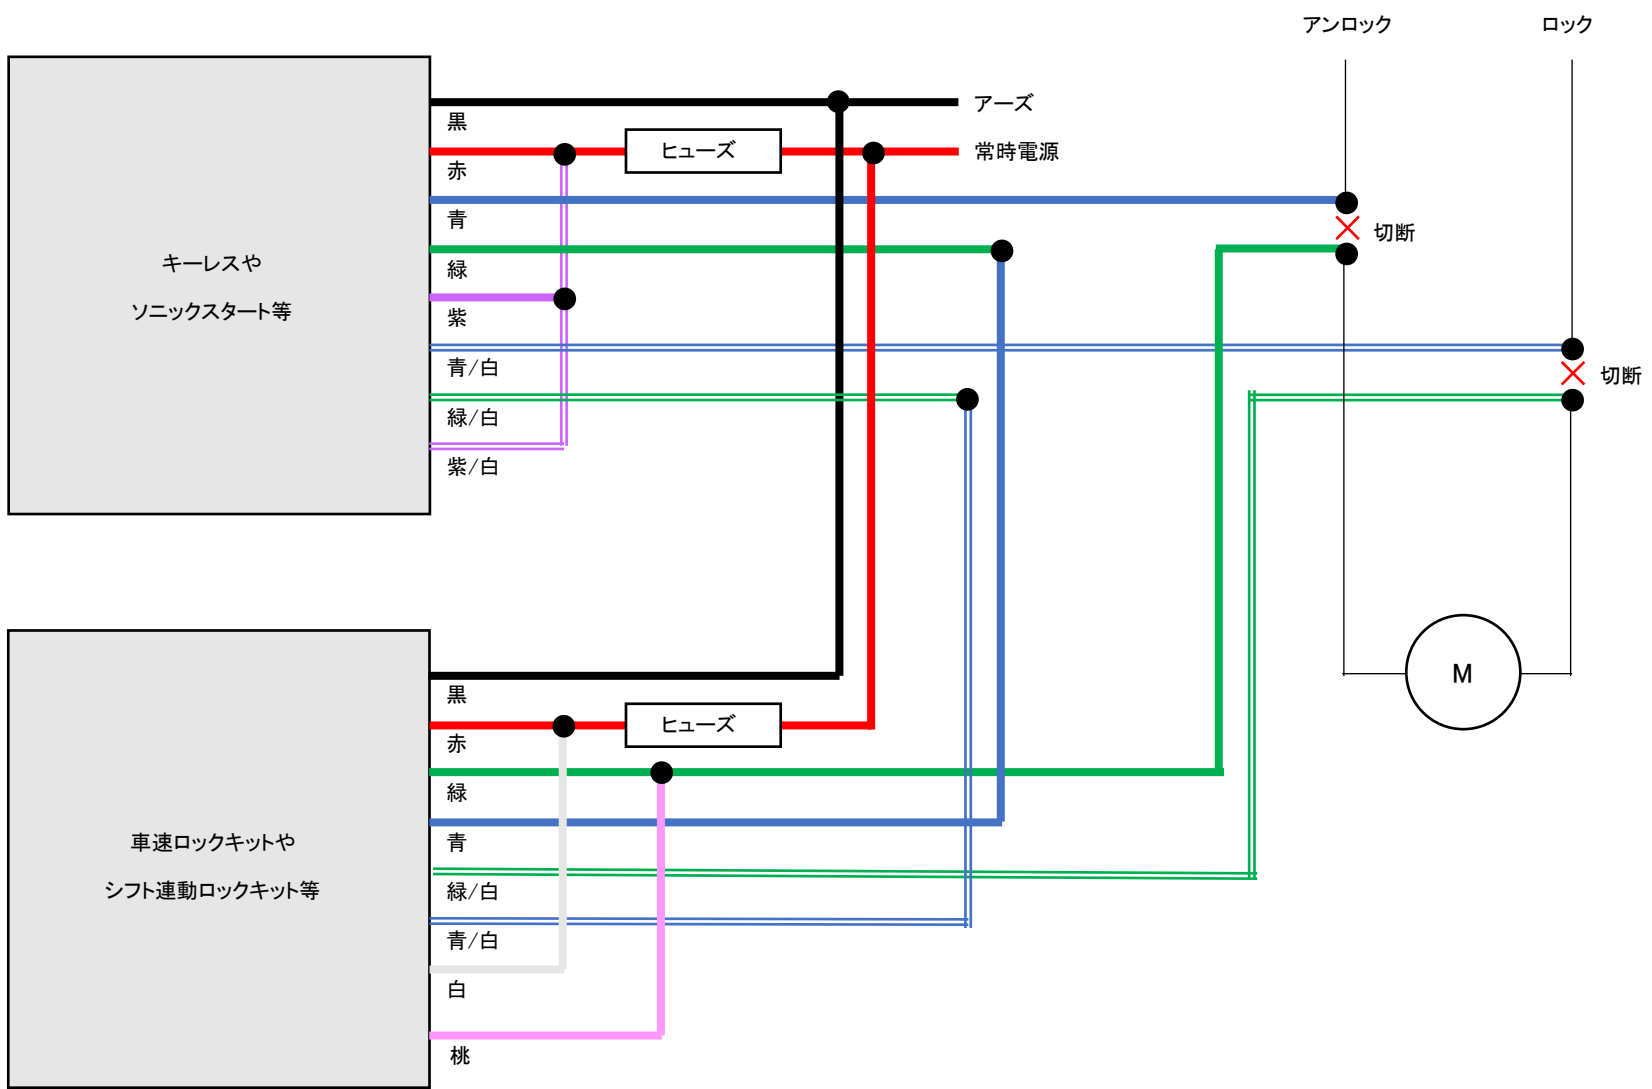 アンロック
ロック
アーズ
黒
ヒューズ
常時電源
赤
青
切断
キーレスや
ソニックスタート等
緑
紫
青/白
切断
緑/白
紫/白
M
黒
ヒューズ
赤
緑
車速ロックキットや
シフト連動ロックキット等
青
緑/白
青/白
白
桃